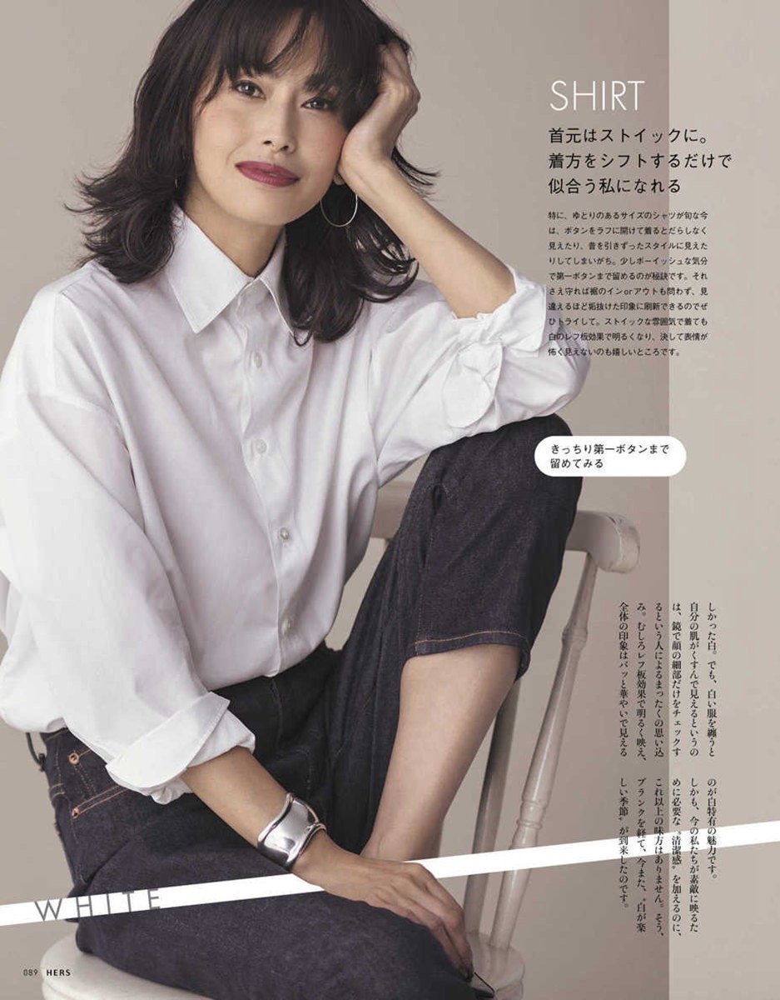 SHIRT
首元はストイックに。
着方をシフトするだけで
似合う私になれる
特に、ゆとりのあるサイズのシャツが旬な今
は、ボタンをラフに開けて着るとだらしなく
見えたり、昔を引きずったスタイルに見えた
りしてしまいがち。少しボーイッシュな気分
で第一ボタンまで留めるのが秘訣です。それ
さえ守れば裾のインorアウトも問わず、見
違えるほど垢抜けた印象に刷新できるのでぜ
ひトライして。ストイックな雰囲気で着ても
白のレフ板効果で明るくなり、決して表情が
怖く見えないのも嬉しいところです。
きっちり第一ボタンまで
留めてみる
しかった白。でも、白い服を纏うと
自分の肌がくすんで見えるというの
は、鏡で顔の細部だけをチェックす
るという人によるまったくの思い込
み。むしろレフ板効果で明るく映え、
全体の印象はパッと華やいで見える
のが白特有の魅力です。
しかも、今の私たちが素敵に映るた
めに必要な〝清潔感〟を加えるのに、
これ以上の味方はありません。そう、
ブランクを経て、今また、〝白が楽
しい季節〟が到来したのです。
WHITE
089 HERS